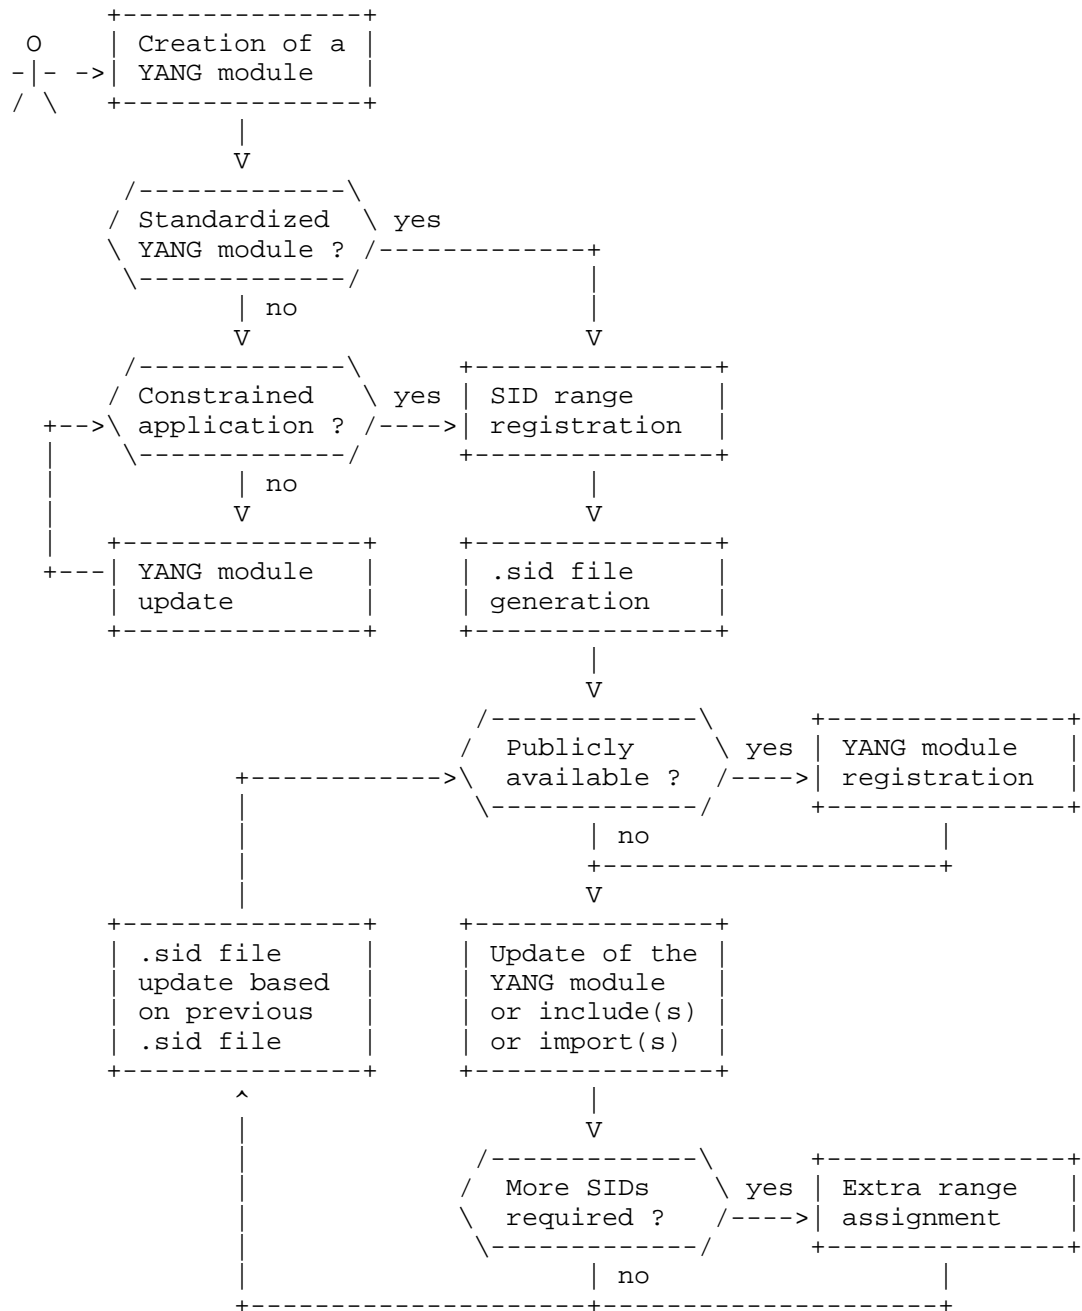 Creation of a
YANG module
Standardized
YANG module ?
yes
no
Constrained
application ?
yes
SID range
registration
no
YANG module
update
.sid file
generation
Publicly
available ?
yes
YANG module
registration
no
.sid file
update based
on previous
.sid file
Update of the
YANG module
or include(s)
or import(s)
More SIDs
required ?
yes
Extra range
assignment
no